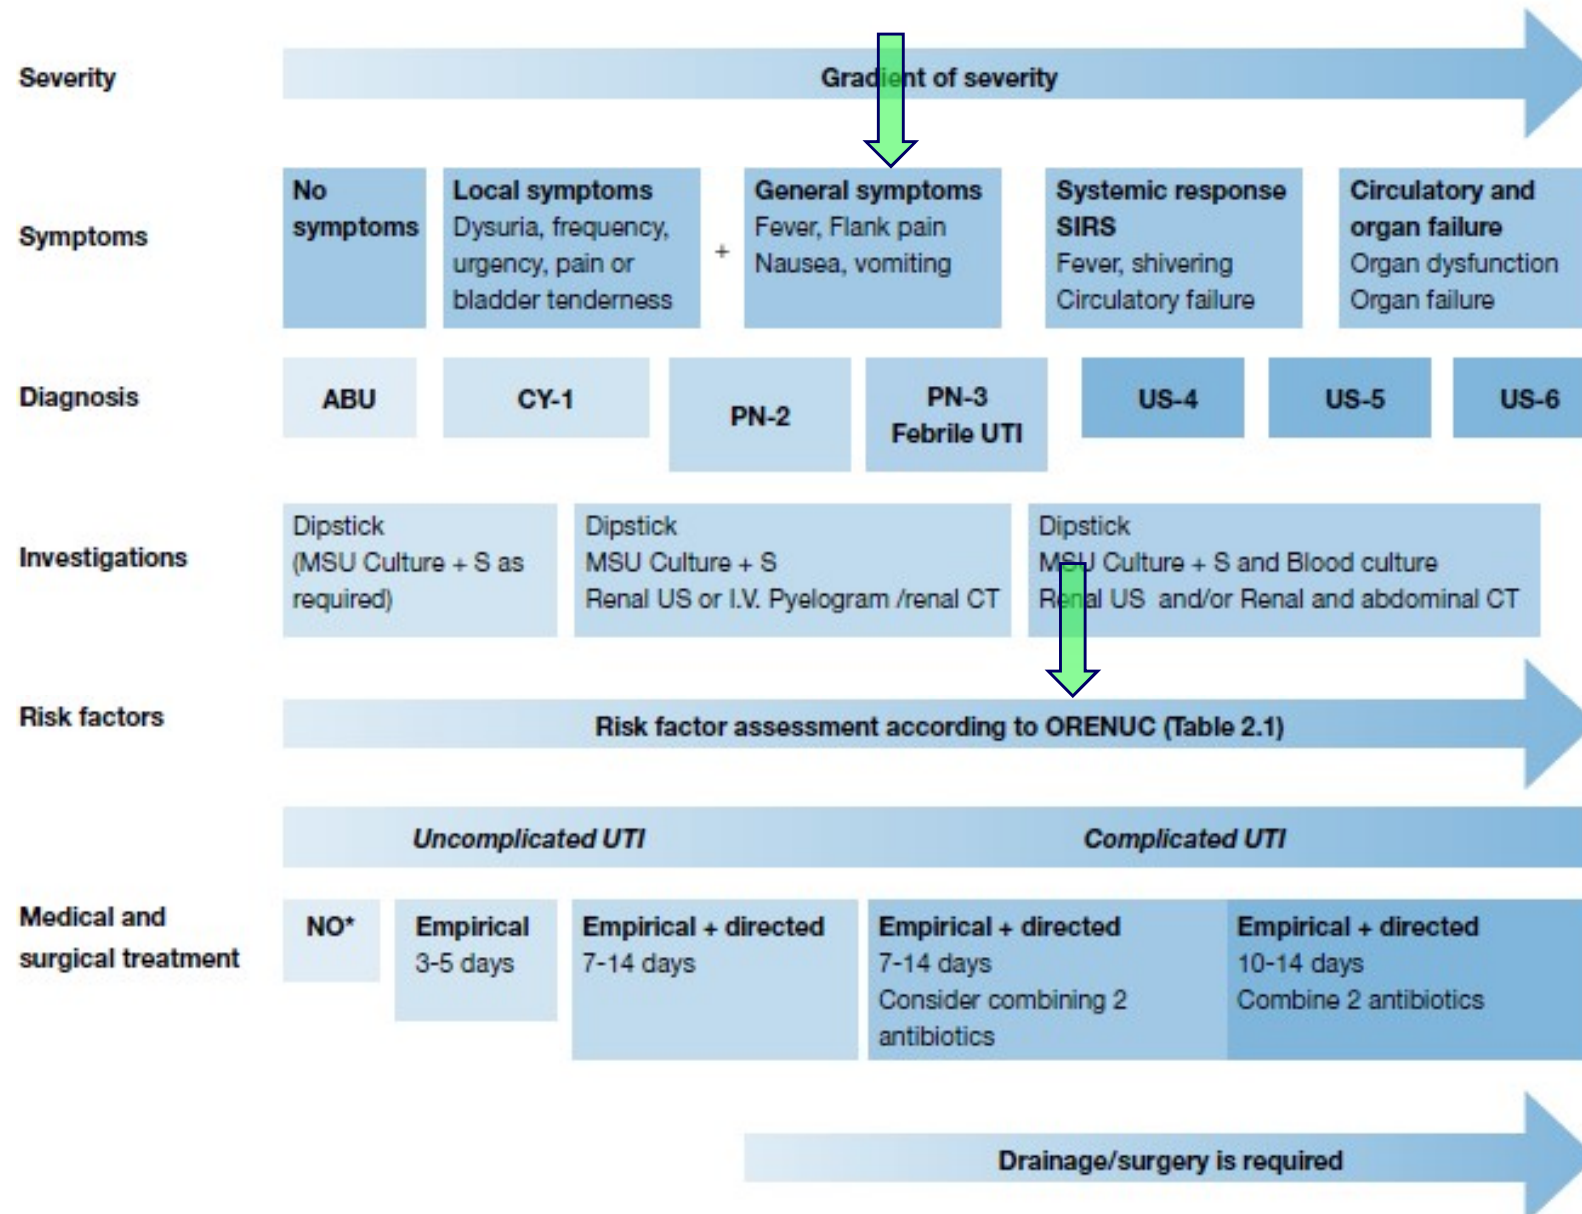 Severity
Gradient of severity
Symptoms
No
symptoms
Local symptoms
Dysuria, frequency,
urgency, pain or
bladder tenderness
+
General symptoms
Fever, Flank pain
Nausea, vomiting
Systemic response
SIRS
Fever, shivering
Circulatory failure
Circulatory and
organ failure
Organ dysfunction
Organ failure
Diagnosis
ABU
CY-1
PN-2
PN-3
Febrile UTI
US-4
US-5
US-6
Investigations
Dipstick
(MSU Culture + S as
required)
Dipstick
MSU Culture + S
Renal US or I.V. Pyelogram /renal CT
Dipstick
MSU Culture + S and Blood culture
Renal US and/or Renal and abdominal CT
Risk factors
Risk factor assessment according to ORENUC (Table 2.1)
Uncomplicated UTI
Complicated UTI
Medical and
surgical treatment
NO*
Empirical
3-5 days
Empirical + directed
7-14 days
Empirical + directed
7-14 days
Consider combining 2
antibiotics
Empirical + directed
10-14 days
Combine 2 antibiotics
Drainage/surgery is required